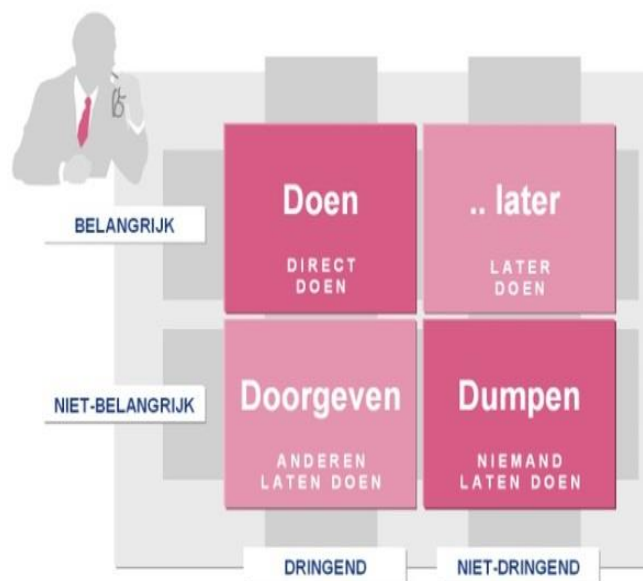 Doen
.. later
BELANGRIJK
DIRECT
DOEN
LATER
DOEN
Doorgeven
Dumpen
NIET-BELANGRIJK
ANDEREN
LATEN DOEN
NIEMAND
LATEN DOEN
DRINGEND
NIET-DRINGEND